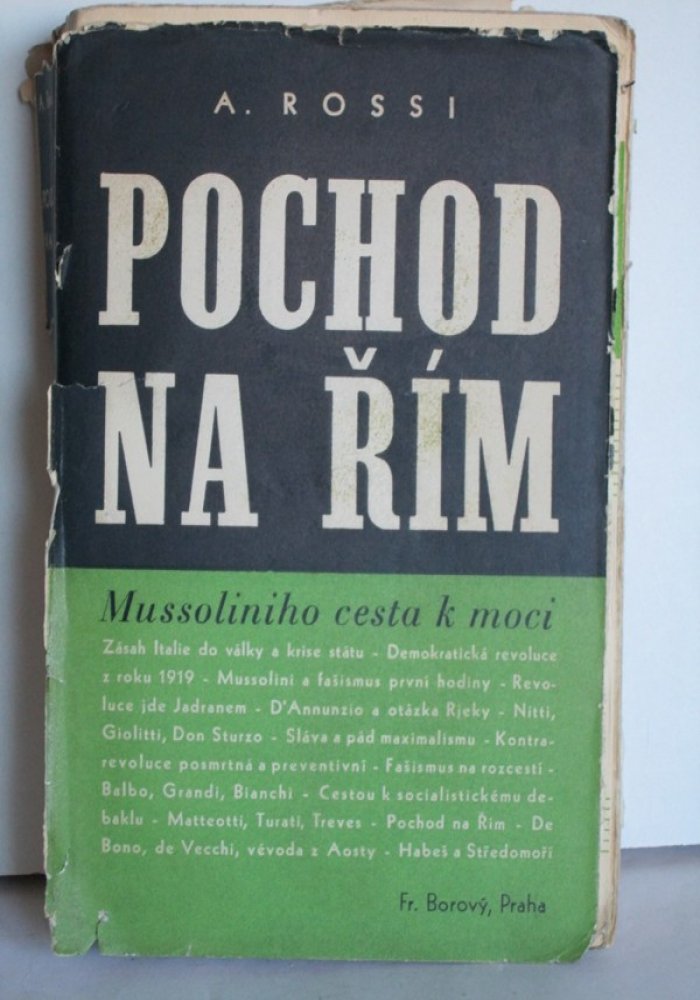 A. ROSSI
POCHOD
NA ŘÍM
Mussoliniho cesta k moci
Zásah Italie do války a krise státu - Demokratická revoluce
z roku 1919 - Mussolini a fašismus první hodiny - Revo-
luce jde Jadranem - D'Annunzio a otázka Rjeky - Nitti,
Giolitti, Don Sturzo - Sláva a pád maximalismu - Kontra-
revoluce posmrtná a preventivní - Fašismus na rozcestí -
Balbo, Grandi, Bianchi - Cestou k socialistickému de-
baklu - Matteotti, Turati, Treves - Pochod na Řím - De
Bono, de Vecchi, vévoda z Aosty - Habeš a Středomoří
Fr. Borový, Praha